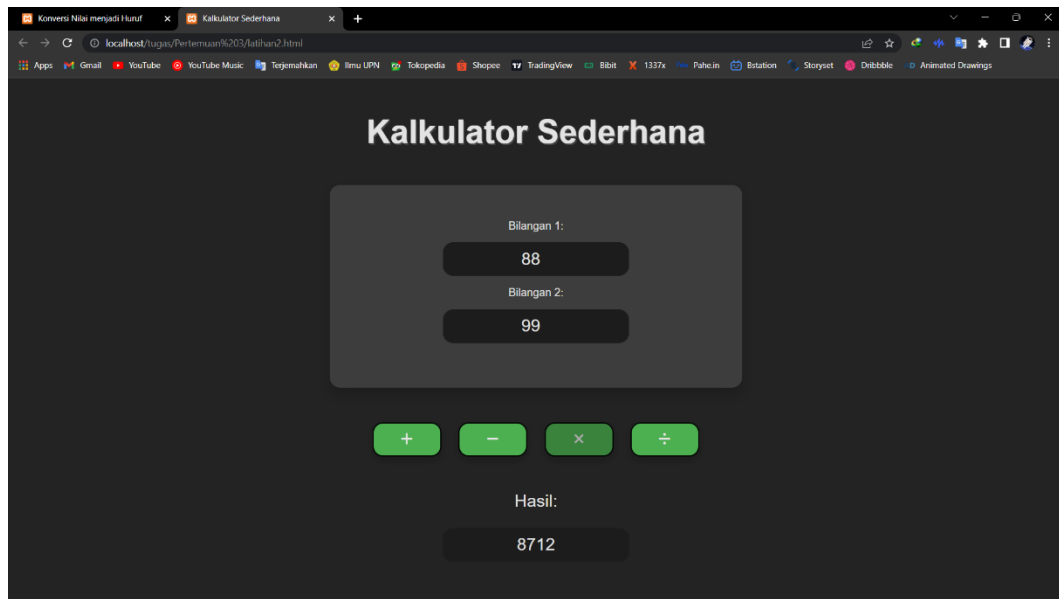 Konversi Nilai menjadi Huruf Kalkulator Sederhana
localhost/tugas/Pertemuan%203/latihan2.html
Apps Gmail YouTube YouTube Music Terjemahkan Ilmu UPN Tokopedia Shopee TradingView Bibit 1337x Pahe.in Bstation Storyset Dribbble Animated Drawings
Kalkulator Sederhana
Bilangan 1:
88
Bilangan 2:
99
+ − × ÷
Hasil:
8712